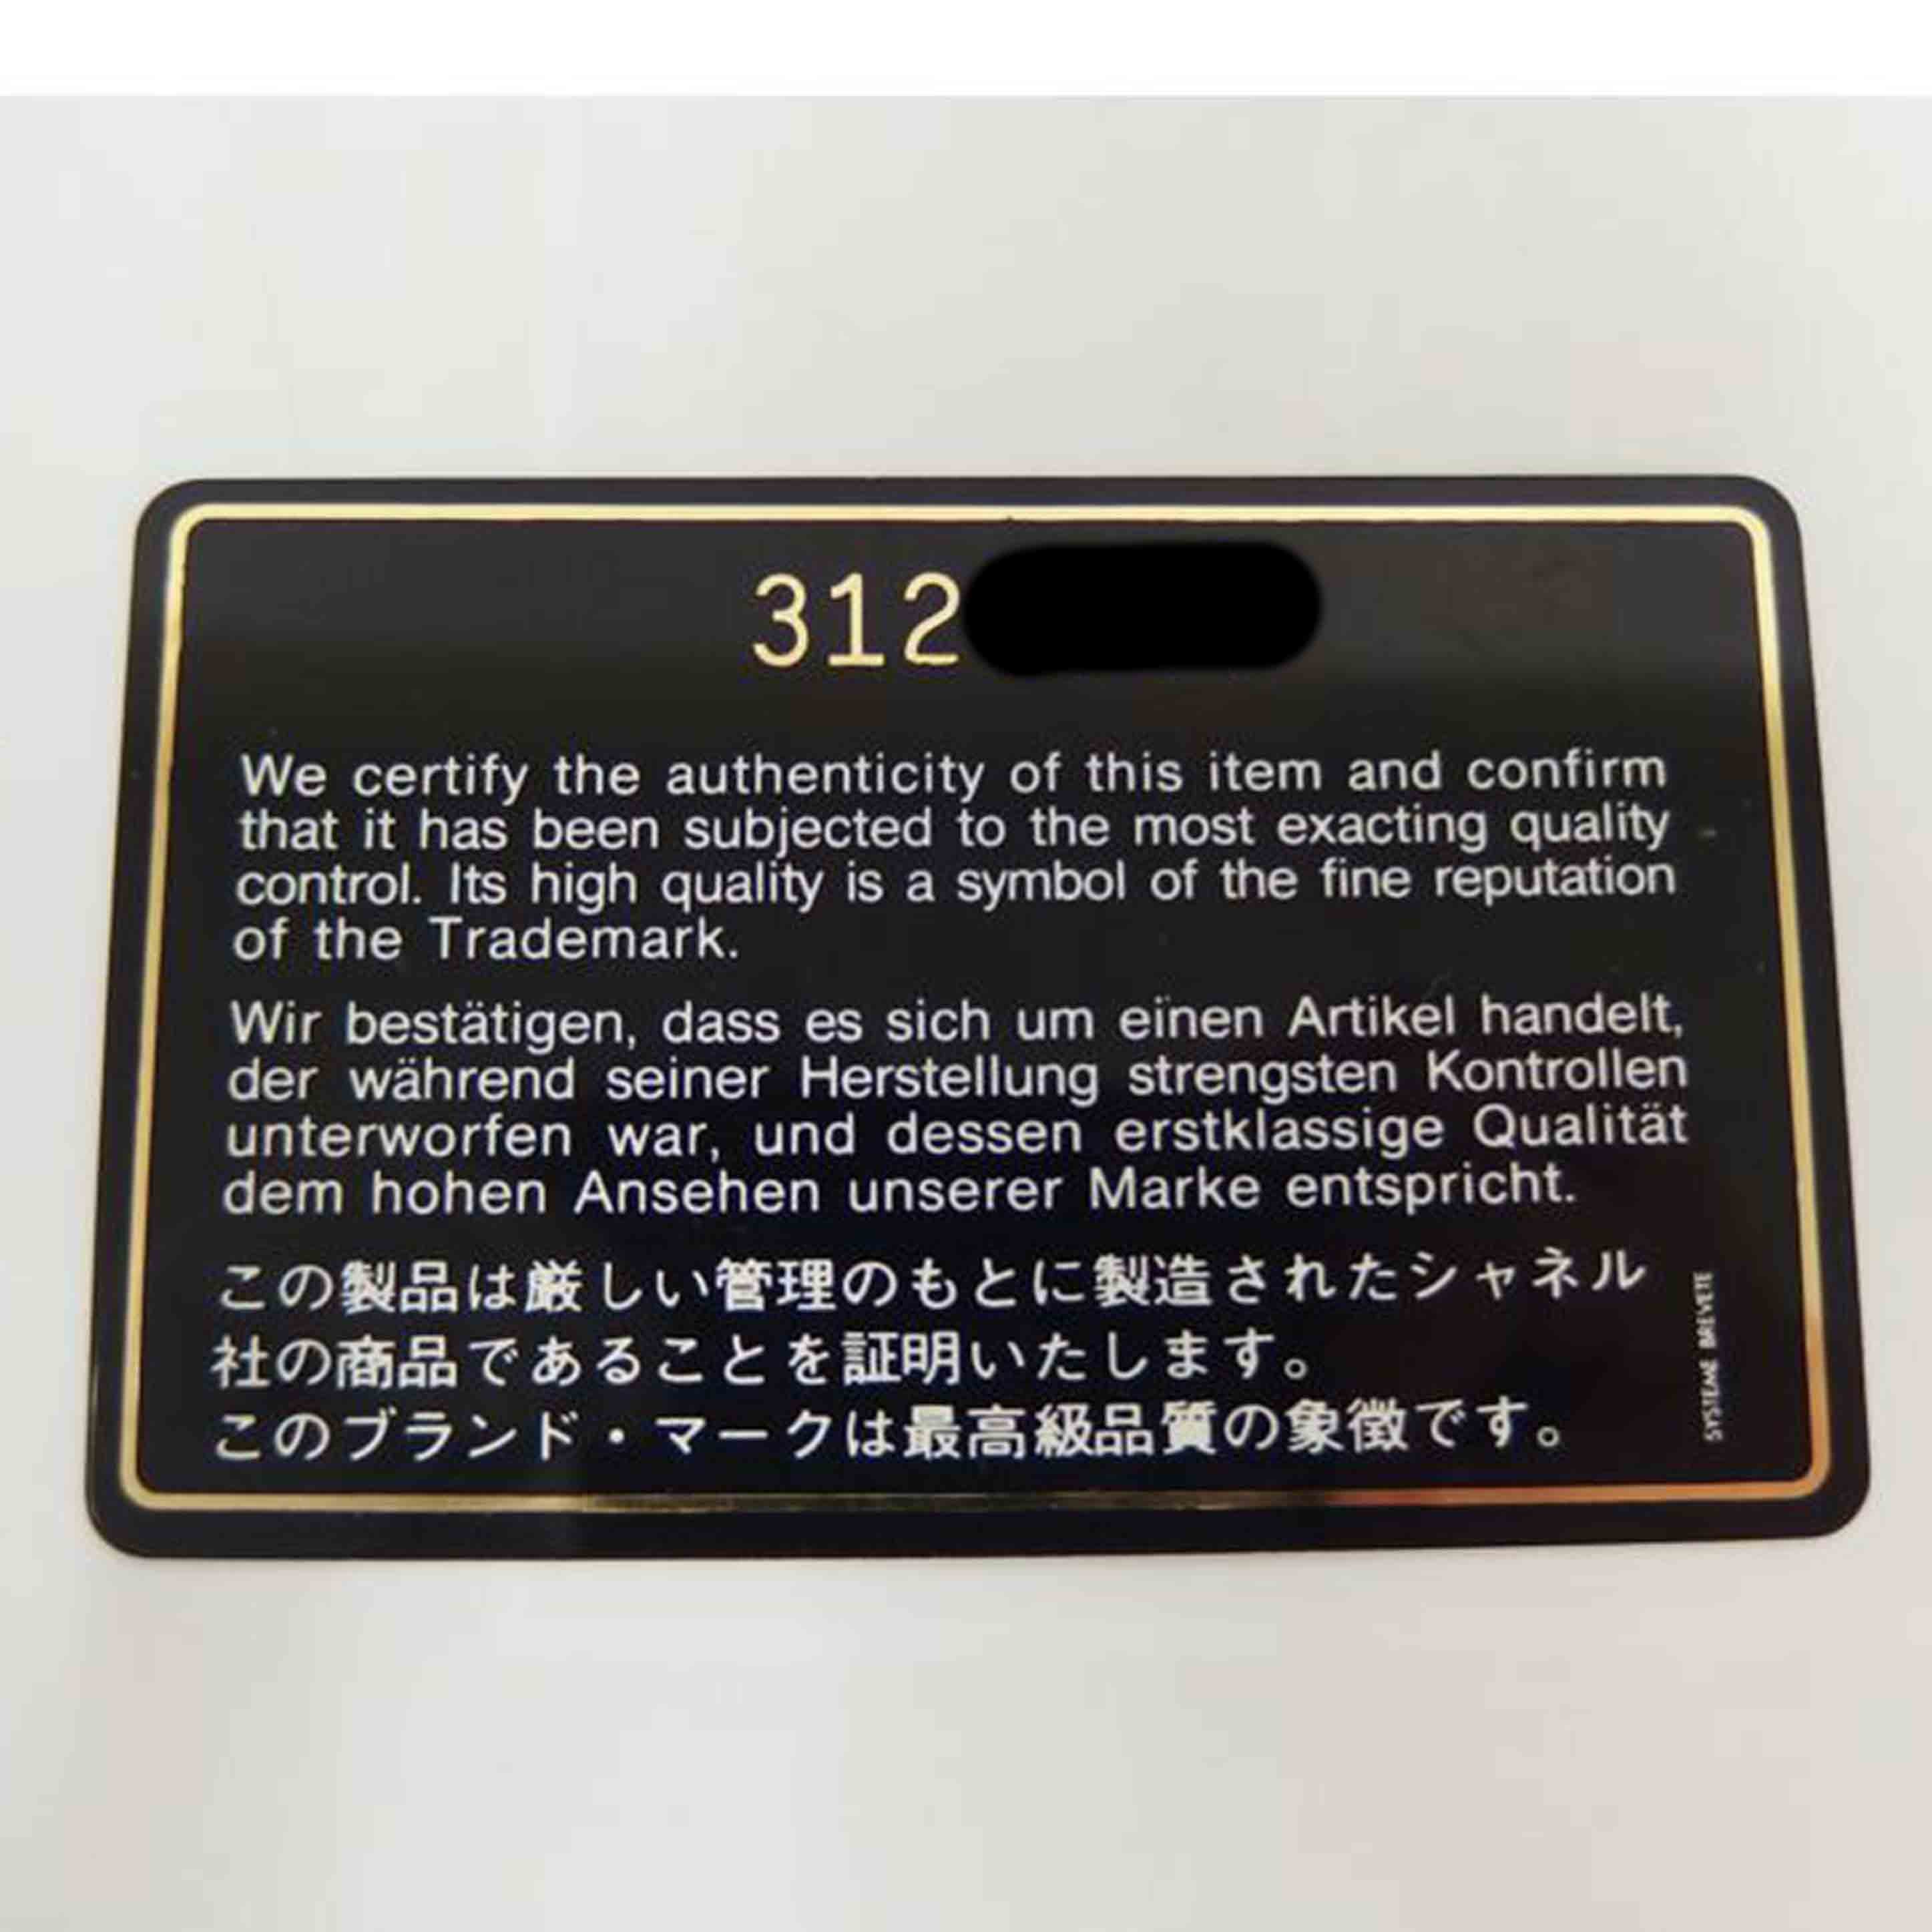 312
We certify the authenticity of this item and confirm
that it has been subjected to the most exacting quality
control. Its high quality is a symbol of the fine reputation
of the Trademark.
Wir bestätigen, dass es sich um einen Artikel handelt,
der während seiner Herstellung strengsten Kontrollen
unterworfen war, und dessen erstklassige Qualität
dem hohen Ansehen unserer Marke entspricht.
この製品は厳しい管理のもとに製造されたシャネル
社の商品であることを証明いたします。
このブランド・マークは最高級品質の象徴です。
SYSTEME BREVETE